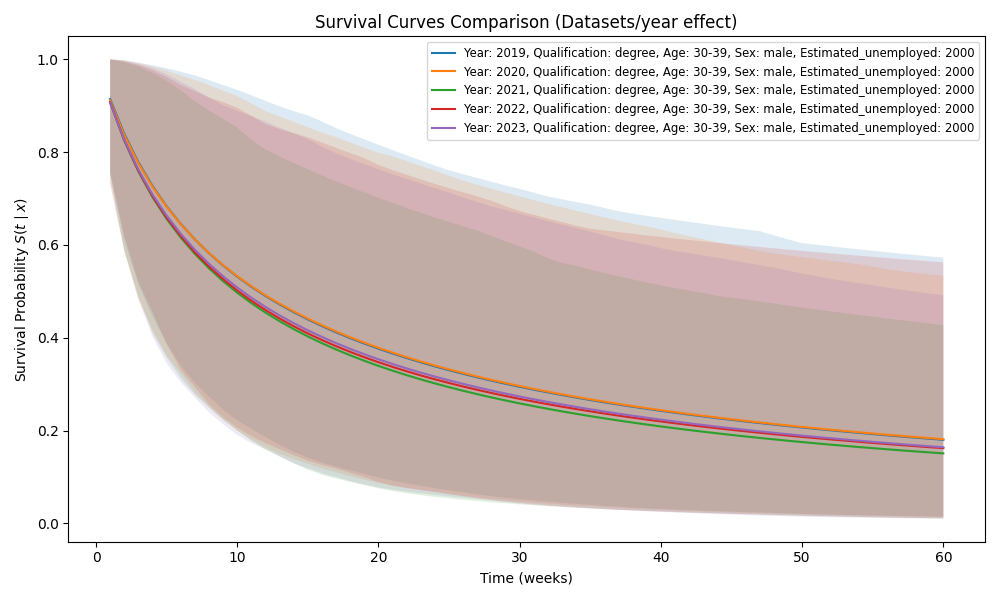 Survival Curves Comparison (Datasets/year effect)
Year: 2019, Qualification: degree, Age: 30-39, Sex: male, Estimated_unemployed: 2000
Year: 2020, Qualification: degree, Age: 30-39, Sex: male, Estimated_unemployed: 2000
Year: 2021, Qualification: degree, Age: 30-39, Sex: male, Estimated_unemployed: 2000
Year: 2022, Qualification: degree, Age: 30-39, Sex: male, Estimated_unemployed: 2000
Year: 2023, Qualification: degree, Age: 30-39, Sex: male, Estimated_unemployed: 2000
Survival Probability S(t | x)
1.0
0.8
0.6
0.4
0.2
0.0
0 10 20 30 40 50 60
Time (weeks)